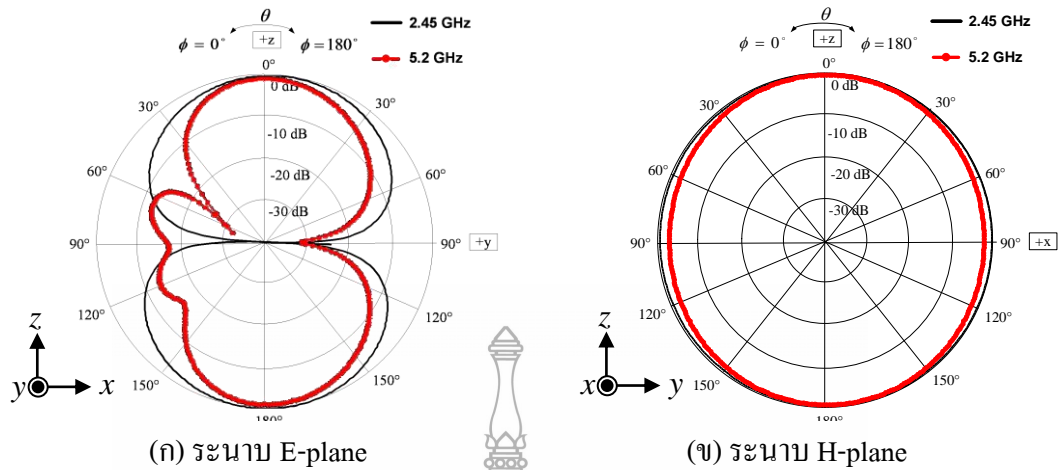 θ
ϕ = 0° +z ϕ = 180°
2.45 GHz
5.2 GHz
0°
0 dB
-10 dB
-20 dB
-30 dB
30°
60°
90°
120°
150°
180°
150°
120°
90°
+y
60°
30°
z
y x
(ก) ระนาบ E-plane
θ
ϕ = 0° +z ϕ = 180°
2.45 GHz
5.2 GHz
0°
0 dB
-10 dB
-20 dB
-30 dB
30°
60°
90°
120°
150°
180°
150°
120°
90°
+x
60°
30°
z
x y
(ข) ระนาบ H-plane